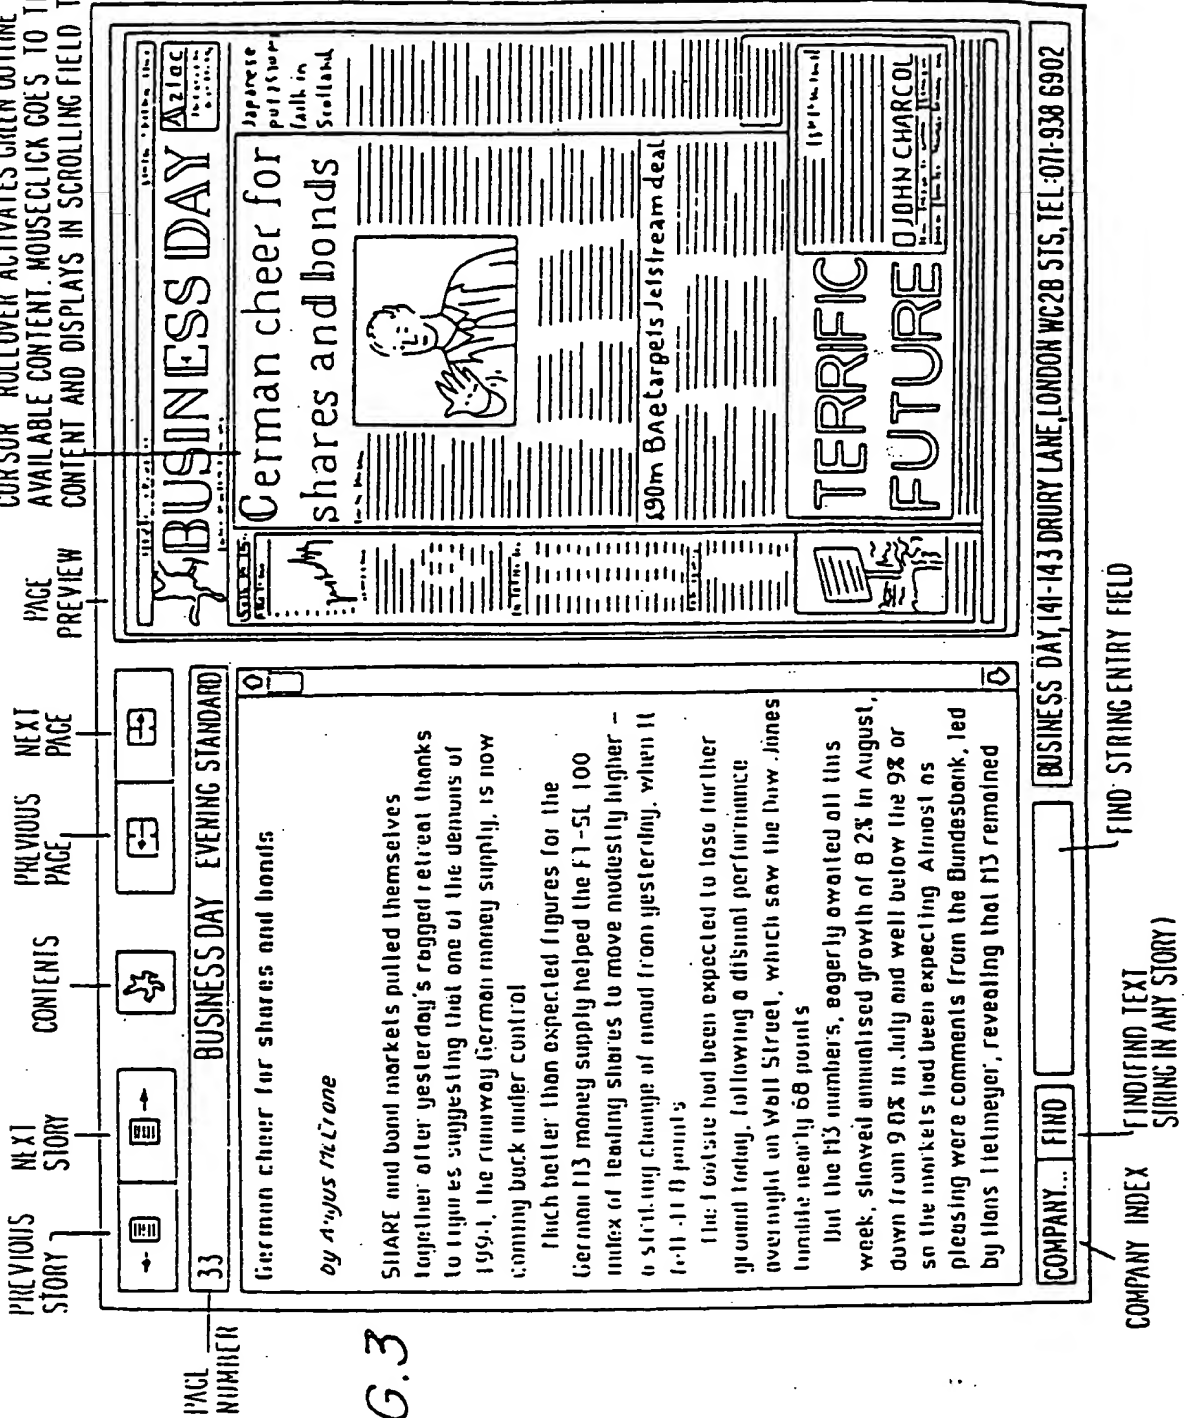 CURSOR ROLLOVER ACTIVATES GREEN OUTLINE
AVAILABLE CONTENT. MOUSECLICK GOES TO
CONTENT AND DISPLAYS IN SCROLLING FIELD
PREVIOUS
STORY
NEXT
STORY
CONTENTS
PREVIOUS
PAGE
NEXT
PAGE
PAGE
PREVIEW
PAGE
NUMBER
33
BUSINESS DAY EVENING STANDARD
German cheer for shares and bonds
by Angus McCrone
SHARE and bond markets pulled themselves
together after yesterday's ragged retreat thanks
to figures suggesting that one of the demons of
1994, the runaway German money supply, is now
coming back under control
Much better than expected figures for the
German M3 money supply helped the FT-SE 100
index of leading shares to move modestly higher –
a striking change of mood from yesterday, when it
fell points
The Footsie had been expected to lose further
ground today, following a dismal performance
overnight on Wall Street, which saw the Dow Jones
tumble nearly 68 points
But the M3 numbers, eagerly awaited all this
week, showed annualised growth of 8 2% in August,
down from 9 8% in July and well below the 9% or
so the markets had been expecting Almost as
pleasing were comments from the Bundesbank, led
by Hans Tietmeyer, revealing that M3 remained
BUSINESS DAY
Aztec
German cheer for
shares and bonds
Japanese
talk in
Scotland
£90m BAe targets Jetstream deal
TERRIFIC
FUTURE
JOHN CHARCOL
COMPANY...
FIND
BUSINESS DAY, 141-143 DRURY LANE, LONDON WC2B 5TS, TEL:071-938 6902
COMPANY INDEX
FIND(FIND TEXT
STRING IN ANY STORY)
FIND STRING ENTRY FIELD
G.3